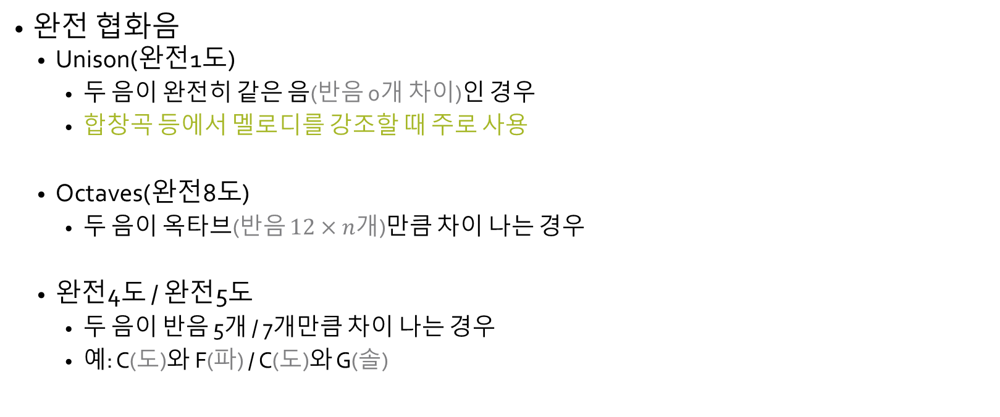 • 완전 협화음
• Unison(완전1도)
• 두 음이 완전히 같은 음(반음 0개 차이)인 경우
• 합창곡 등에서 멜로디를 강조할 때 주로 사용
• Octaves(완전8도)
• 두 음이 옥타브(반음 12 × n개)만큼 차이 나는 경우
• 완전4도 / 완전5도
• 두 음이 반음 5개 / 7개만큼 차이 나는 경우
• 예: C(도)와 F(파) / C(도)와 G(솔)